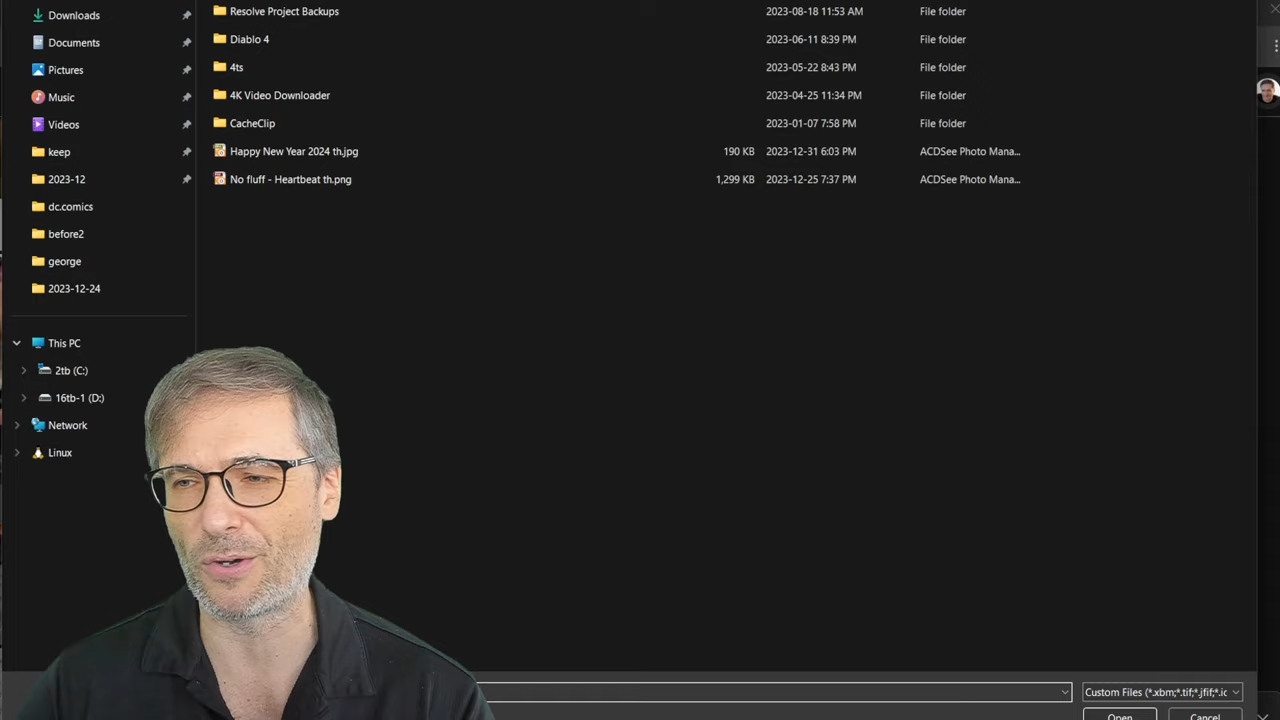 Downloads
Documents
Pictures
Music
Videos
keep
2023-12
dc.comics
before2
george
2023-12-24
This PC
2tb (C:)
16tb-1 (D:)
Network
Linux
Resolve Project Backups 2023-08-18 11:53 AM File folder
Diablo 4 2023-06-11 8:39 PM File folder
4ts 2023-05-22 8:43 PM File folder
4K Video Downloader 2023-04-25 11:34 PM File folder
CacheClip 2023-01-07 7:58 PM File folder
Happy New Year 2024 th.jpg 190 KB 2023-12-31 6:03 PM ACDSee Photo Mana...
No fluff - Heartbeat th.png 1,299 KB 2023-12-25 7:37 PM ACDSee Photo Mana...
Custom Files (*.xbm;*.tif;*.jfif;*.ic
Open Cancel